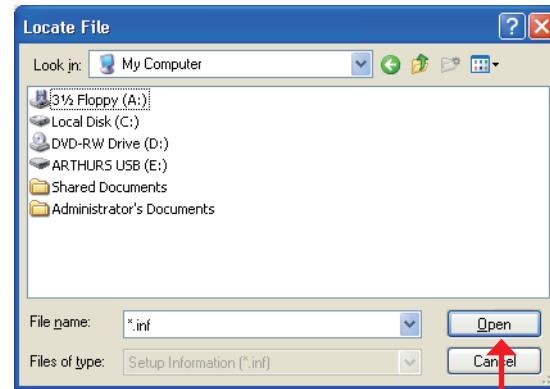 Locate File
Look in: My Computer
3½ Floppy (A:)
Local Disk (C:)
DVD-RW Drive (D:)
ARTHURS USB (E:)
Shared Documents
Administrator's Documents
File name: *.inf Open
Files of type: Setup Information (*.inf) Cancel